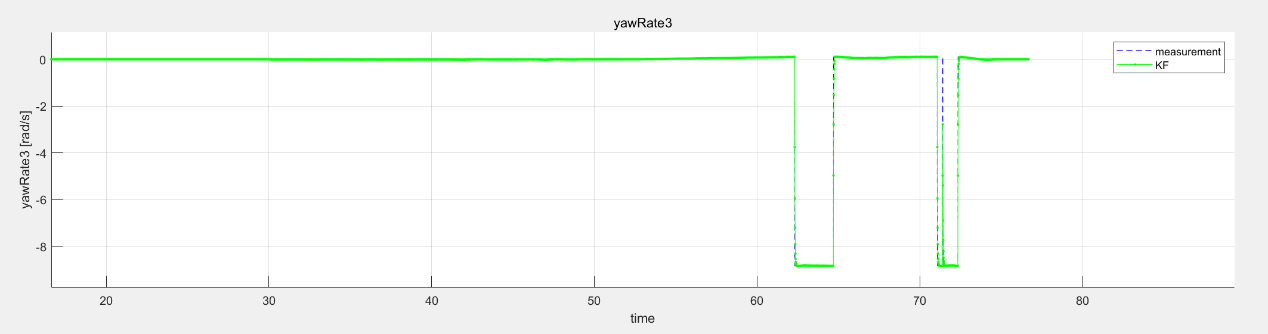 yawRate3
measurement
KF
yawRate3 [rad/s]
0
-2
-4
-6
-8
20
30
40
50
60
70
80
time